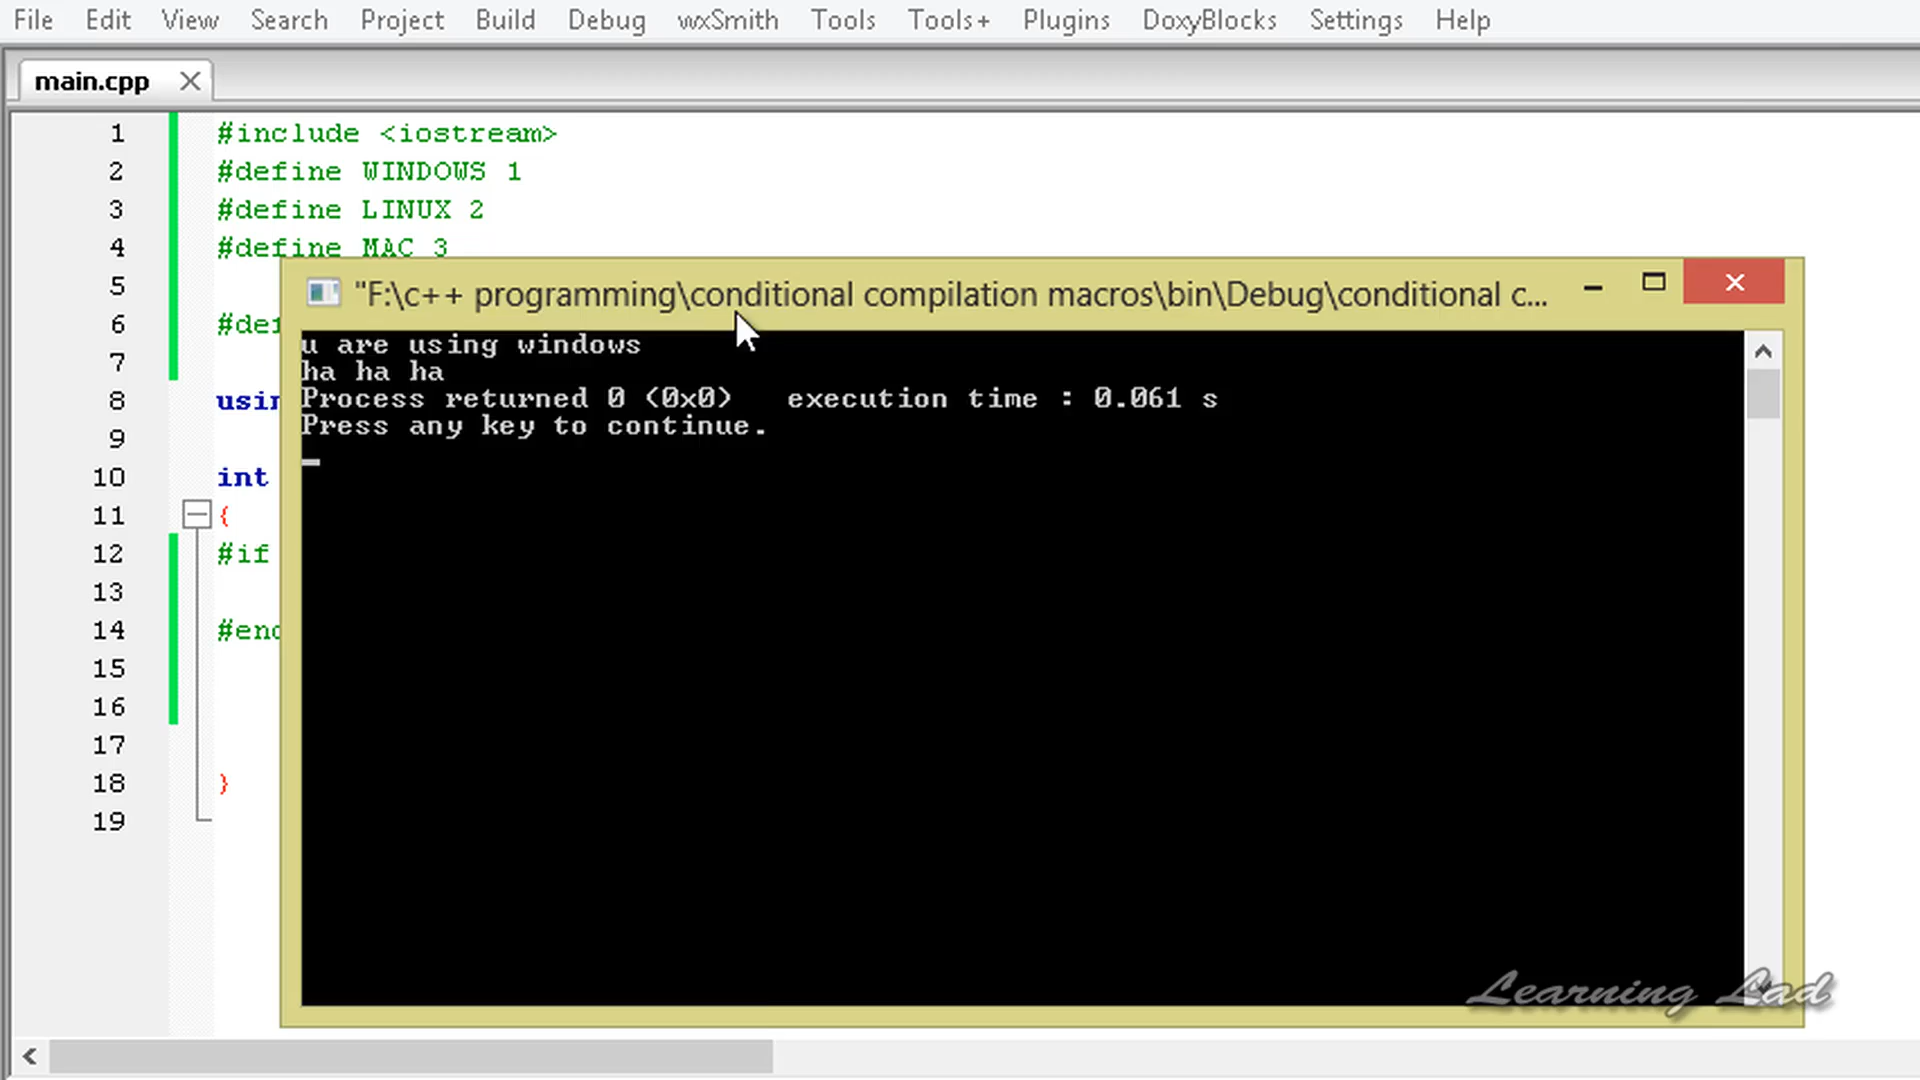 File Edit View Search Project Build Debug wxSmith Tools Tools+ Plugins DoxyBlocks Settings Help
main.cpp
1 #include <iostream>
2 #define WINDOWS 1
3 #define LINUX 2
4 #define MAC 3
"F:\c++ programming\conditional compilation macros\bin\Debug\conditional c...
5
6 #def
7
8 usin
9
10 int
11 {
12 #if
13
14 #end
15
16
17
18 }
19
u are using windows
ha ha ha
Process returned 0 (0x0) execution time : 0.061 s
Press any key to continue.
Learning Lad